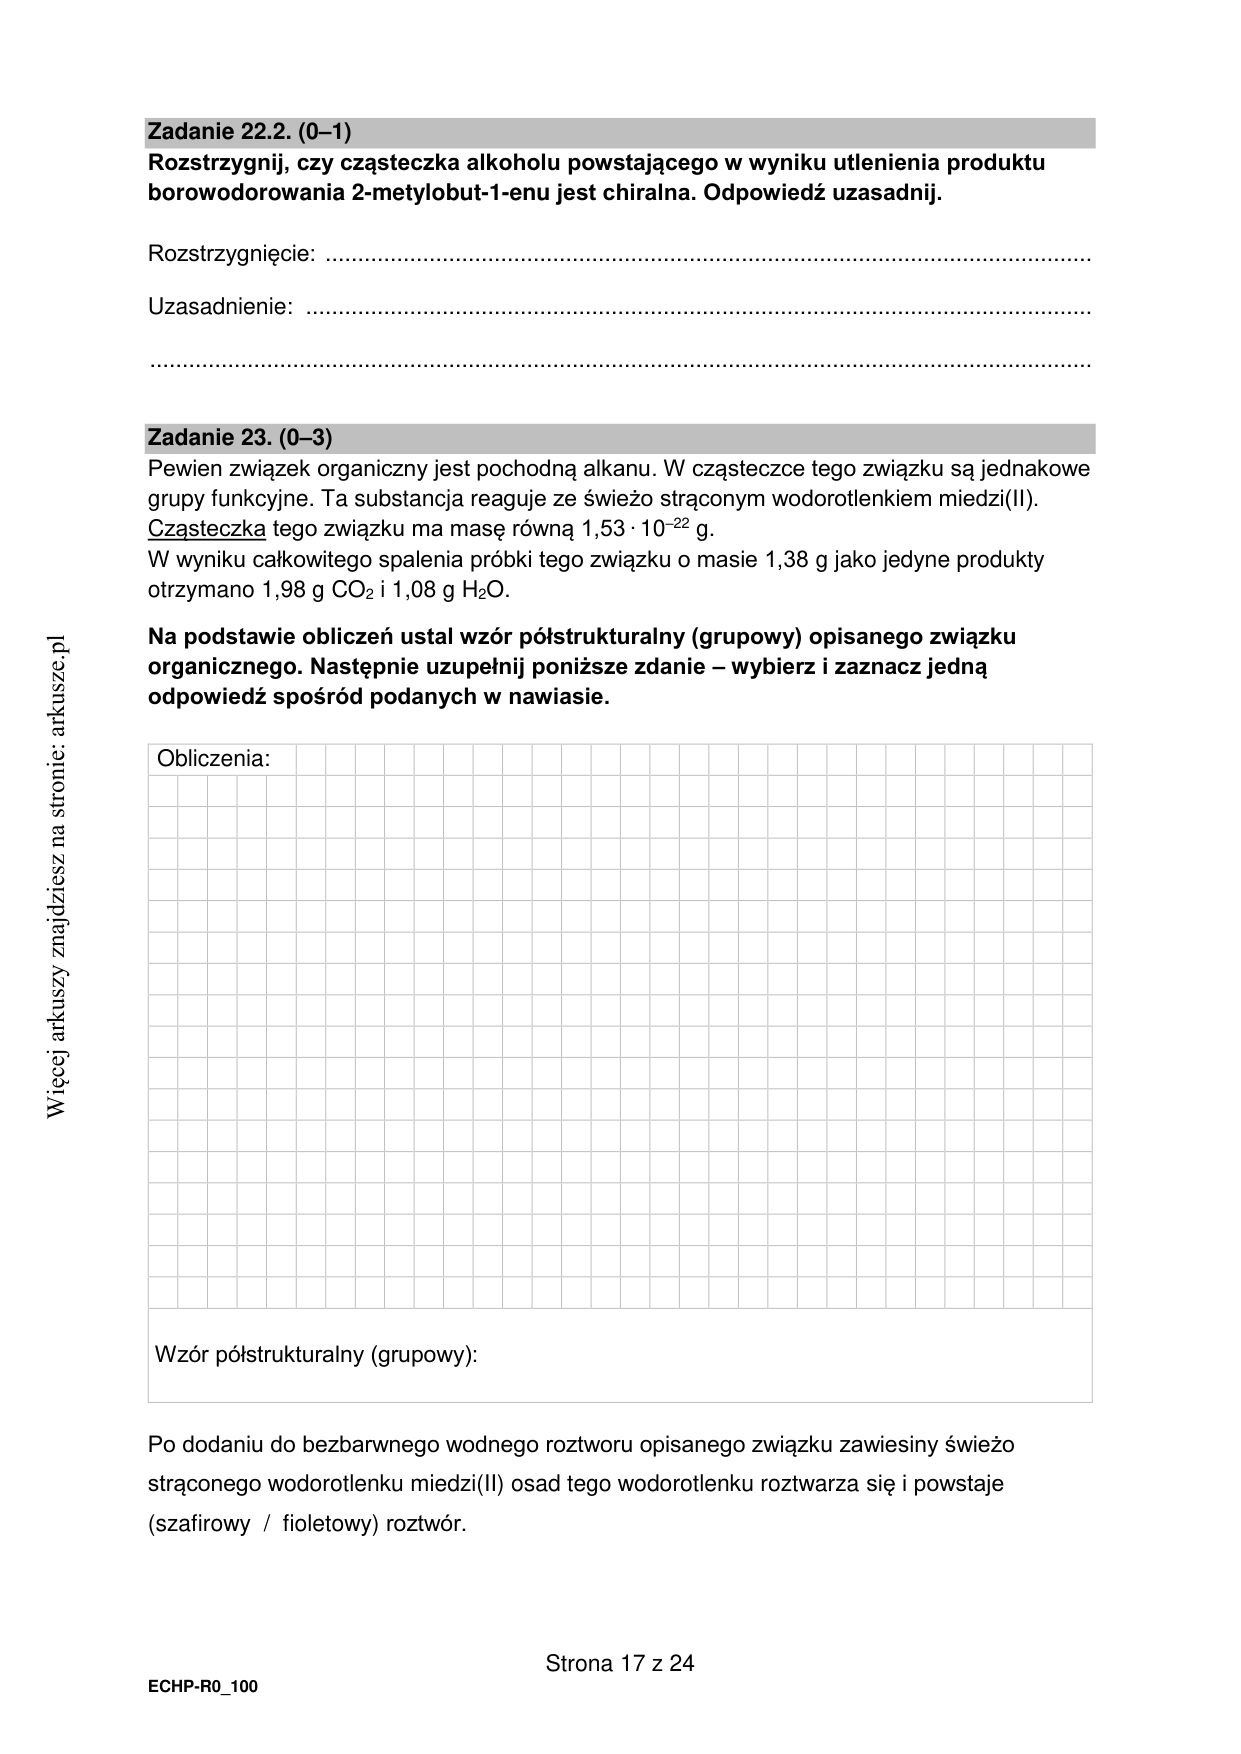 Zadanie 22.2. (0–1)
Rozstrzygnij, czy cząsteczka alkoholu powstającego w wyniku utlenienia produktu
borowodorowania 2-metylobut-1-enu jest chiralna. Odpowiedź uzasadnij.
Rozstrzygnięcie: ......................................................................................................................
Uzasadnienie: .........................................................................................................................
.................................................................................................................................................
Zadanie 23. (0–3)
Pewien związek organiczny jest pochodną alkanu. W cząsteczce tego związku są jednakowe
grupy funkcyjne. Ta substancja reaguje ze świeżo strąconym wodorotlenkiem miedzi(II).
Cząsteczka tego związku ma masę równą 1,53 · 10⁻²² g.
W wyniku całkowitego spalenia próbki tego związku o masie 1,38 g jako jedyne produkty
otrzymano 1,98 g CO₂ i 1,08 g H₂O.
Na podstawie obliczeń ustal wzór półstrukturalny (grupowy) opisanego związku
organicznego. Następnie uzupełnij poniższe zdanie – wybierz i zaznacz jedną
odpowiedź spośród podanych w nawiasie.
Obliczenia:
Wzór półstrukturalny (grupowy):
Po dodaniu do bezbarwnego wodnego roztworu opisanego związku zawiesiny świeżo
strąconego wodorotlenku miedzi(II) osad tego wodorotlenku roztwarza się i powstaje
(szafirowy / fioletowy) roztwór.
Strona 17 z 24
ECHP-R0_100
Więcej arkuszy znajdziesz na stronie: arkusze.pl